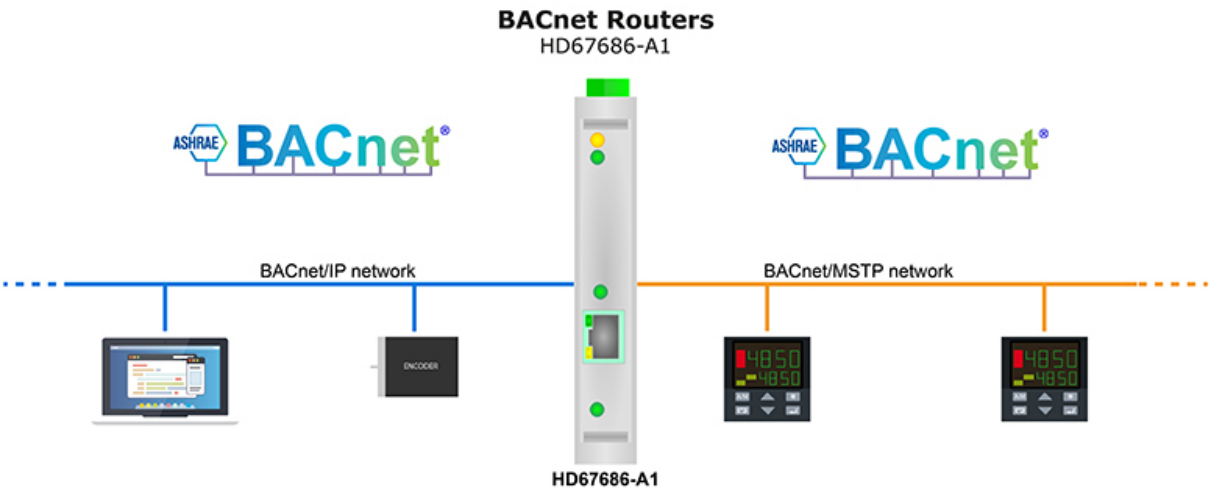 BACnet Routers
HD67686-A1
ASHRAE BACnet®
ASHRAE BACnet®
BACnet/IP network
BACnet/MSTP network
ENCODER
4850
4850
4850
4850
HD67686-A1